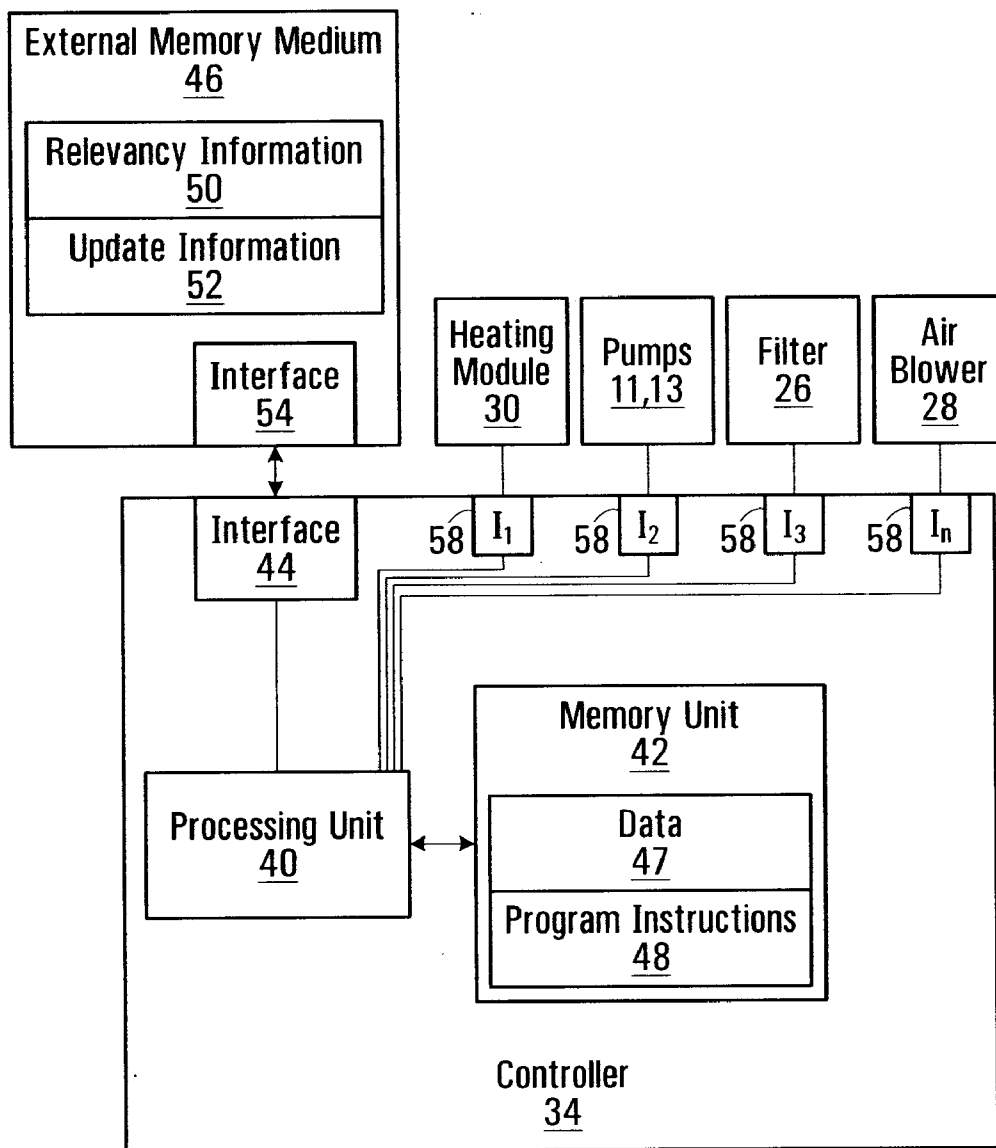 External Memory Medium
46
Relevancy Information
50
Update Information
52
Interface
54
Heating
Module
30
Pumps
11,13
Filter
26
Air
Blower
28
Interface
44
58
I1
58
I2
58
I3
58
In
Memory Unit
42
Processing Unit
40
Data
47
Program Instructions
48
Controller
34